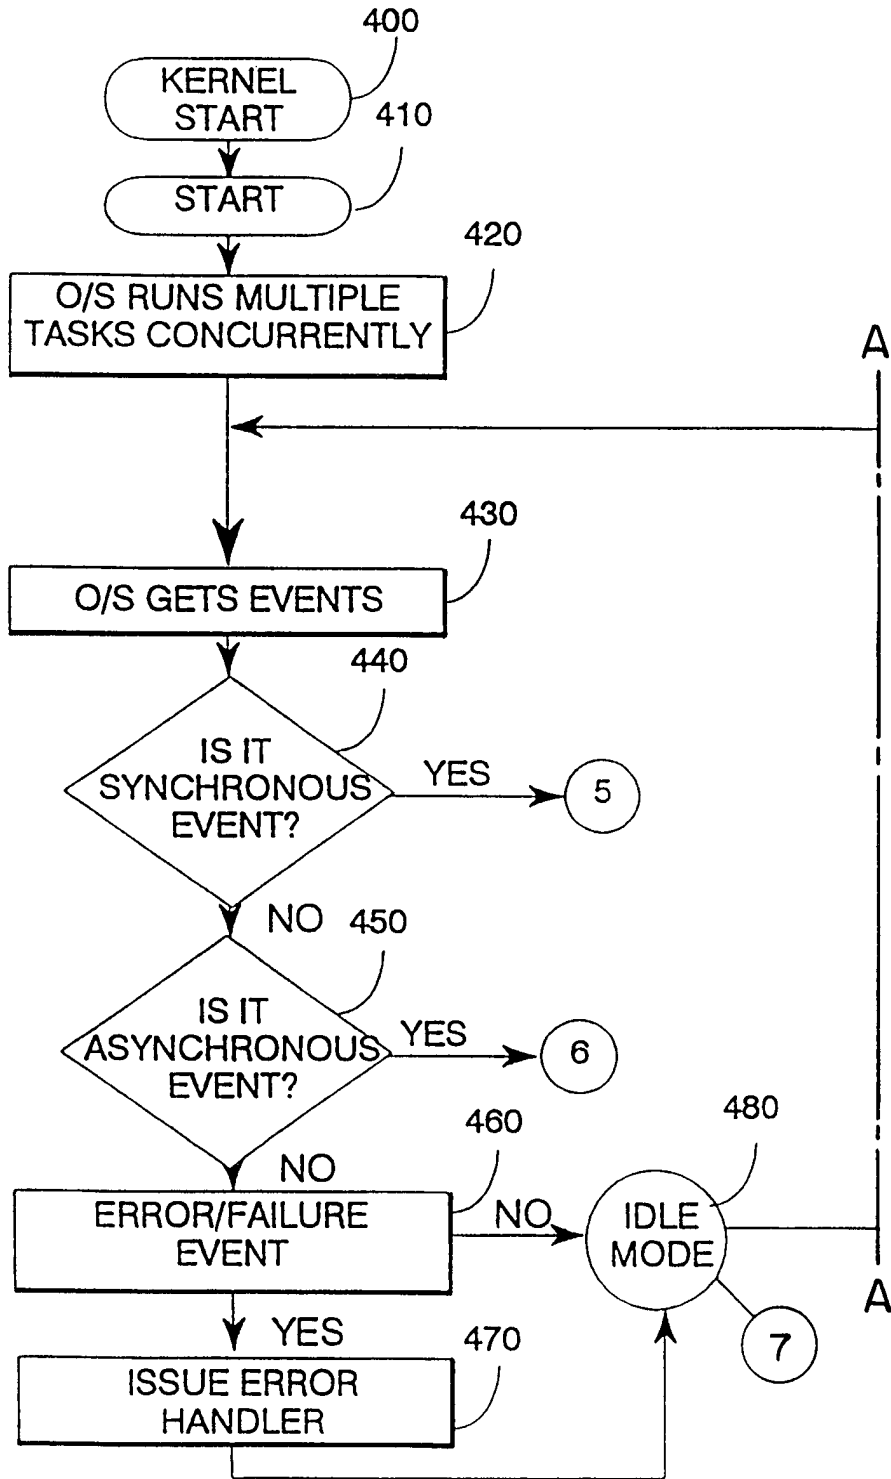 400
KERNEL
START
410
START
420
O/S RUNS MULTIPLE
TASKS CONCURRENTLY
A
430
O/S GETS EVENTS
440
IS IT
SYNCHRONOUS
EVENT?
YES
5
NO
450
IS IT
ASYNCHRONOUS
EVENT?
YES
6
NO
460
ERROR/FAILURE
EVENT
NO
480
IDLE
MODE
A
7
YES
470
ISSUE ERROR
HANDLER